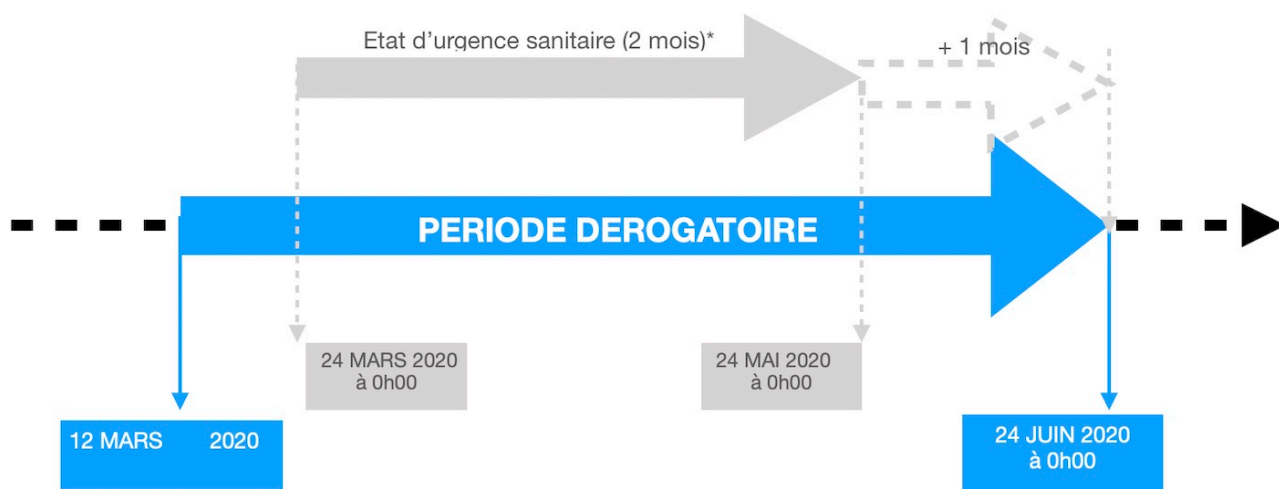 Etat d'urgence sanitaire (2 mois)*
+ 1 mois
PERIODE DEROGATOIRE
24 MARS 2020
à 0h00
24 MAI 2020
à 0h00
12 MARS 2020
24 JUIN 2020
à 0h00